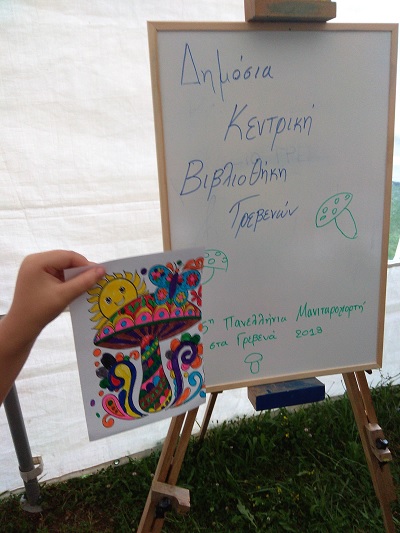 Δημόσια
Κεντρική
Βιβλιοθήκη
Γρεβενών
Πανελλήνια Μανιταρογιορτή
στα Γρεβενά 2018